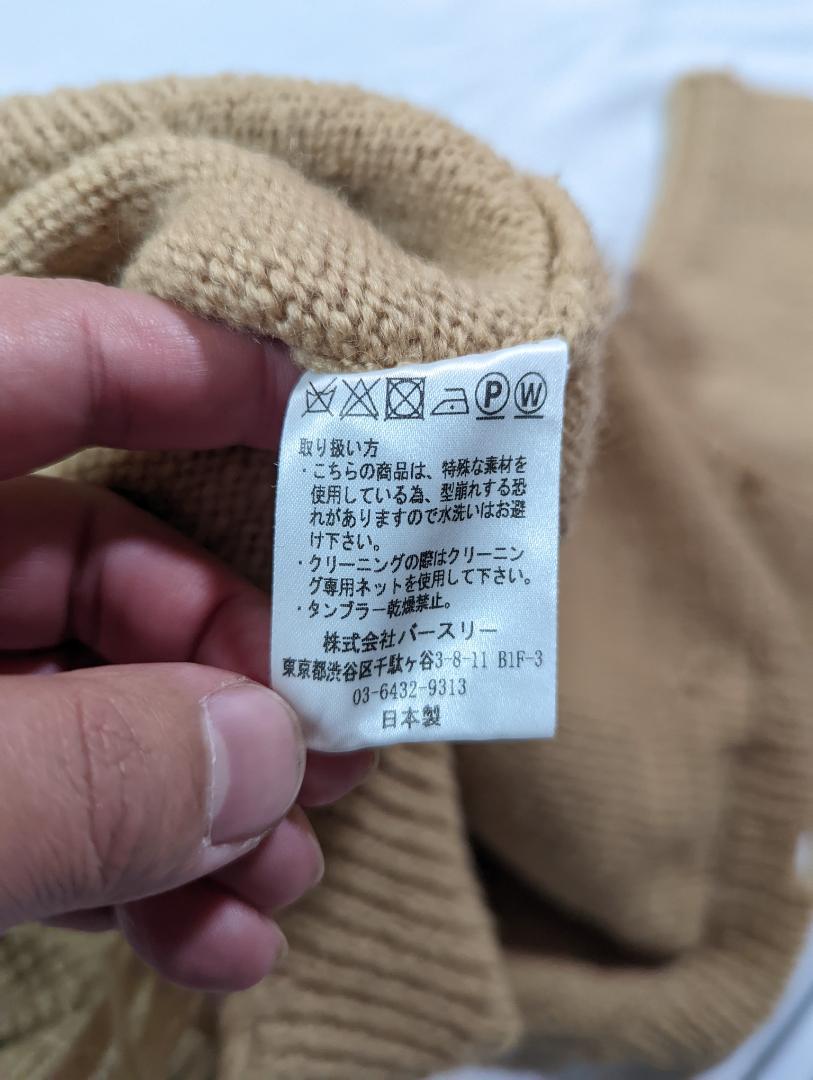 P W
取り扱い方
・こちらの商品は、特殊な素材を
使用している為、型崩れする恐
れがありますので水洗いはお避
け下さい。
・クリーニングの際はクリーニン
グ専用ネットを使用して下さい。
・タンブラー乾燥禁止。
株式会社バースリー
東京都渋谷区千駄ヶ谷3-8-11 B1F-3
03-6432-9313
日本製